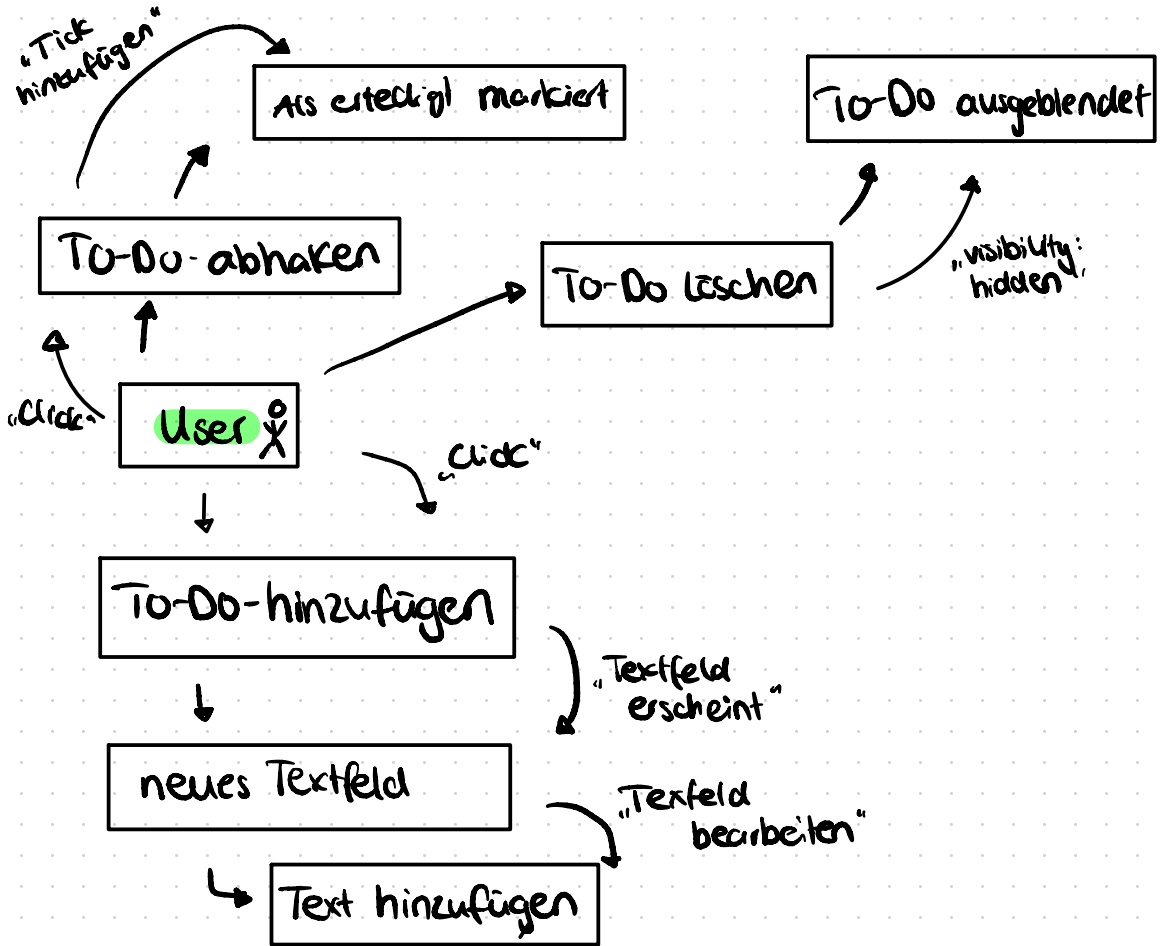 „Tick
hinzufügen“
Als erledigt markiert
To-Do ausgeblendet
To-Do-abhaken
To-Do löschen
„visibility:
hidden“
„Click“
User
„Click“
To-Do-hinzufügen
„Textfeld
erscheint“
neues Textfeld
„Texfeld
bearbeiten“
Text hinzufügen